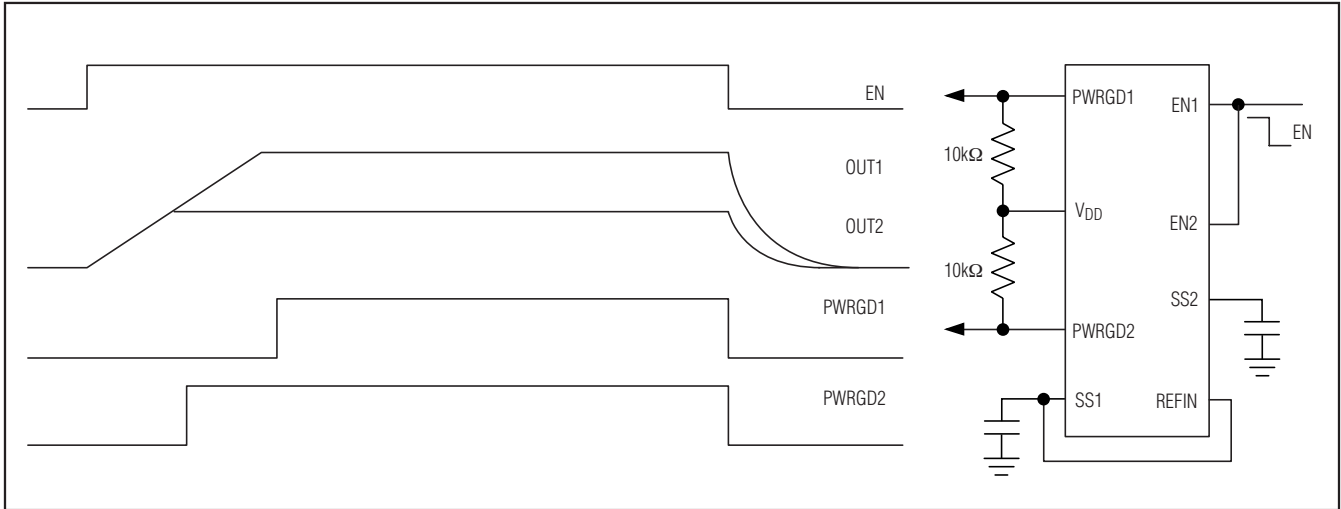 EN
OUT1
OUT2
PWRGD1
PWRGD2
PWRGD1
EN1
EN
10kΩ
VDD
EN2
10kΩ
SS2
PWRGD2
SS1
REFIN